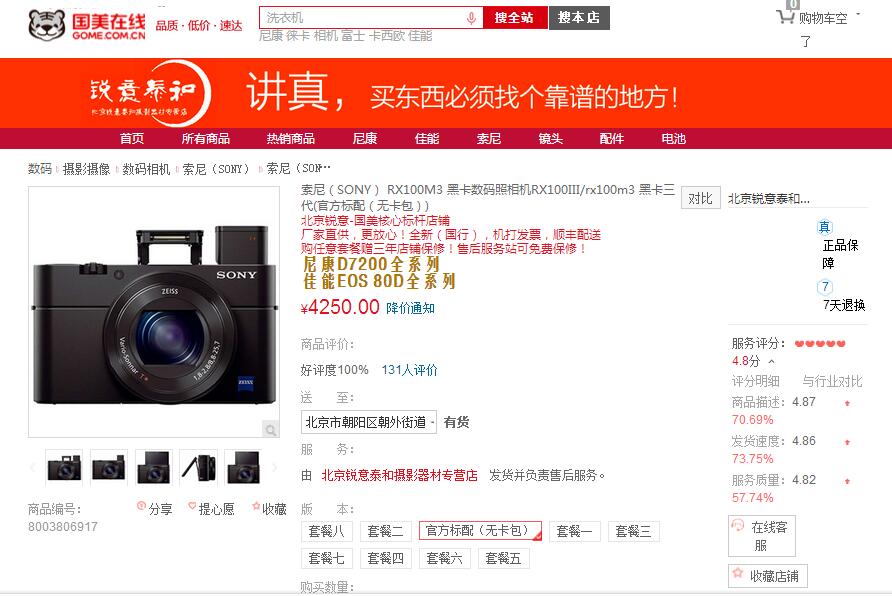 国美在线
GOME.COM.CN
品质·低价·速达
洗衣机
搜全站
搜本店
0
购物车空了
尼康 徕卡 相机 富士 卡西欧 佳能
锐意泰和
北京锐意泰和摄影器材专营店
讲真，买东西必须找个靠谱的地方！
首页 所有商品 热销商品 尼康 佳能 索尼 镜头 配件 电池
数码 摄影摄像 数码相机 索尼（SONY） 索尼（SON…
索尼（SONY） RX100M3 黑卡数码照相机RX100III/rx100m3 黑卡三
代(官方标配（无卡包）)
北京锐意-国美核心标杆店铺
厂家直供，更放心！全新（国行），机打发票，顺丰配送
购任意套餐赠三年店铺保修！售后服务站可免费保修！
尼康D7200全系列
佳能EOS 80D全系列
¥4250.00 降价通知
商品评价：
好评度100% 131人评价
送 至：
北京市朝阳区朝外街道 有货
服 务：
由 北京锐意泰和摄影器材专营店 发货并负责售后服务。
版 本：
套餐八 套餐二 官方标配（无卡包） 套餐一 套餐三
套餐七 套餐四 套餐六 套餐五
购买数量：
SONY
ZEISS
Vario-Sonnar T*
1,8-2,8/8,8-25,7
ZEISS
商品编号：
8003806917
分享 提心愿 收藏
对比
北京锐意泰和...
真
正品保
障
7
7天退换
服务评分：
4.8分
评分明细 与行业对比
商品描述：4.87
70.69%
发货速度：4.86
73.75%
服务质量：4.82
57.74%
在线客
服
收藏店铺